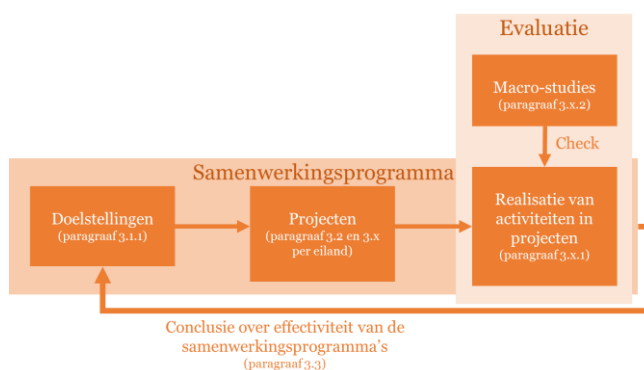 Evaluatie
Macro-studies
(paragraaf 3.x.2)
Check
Samenwerkingsprogramma
Doelstellingen
(paragraaf 3.1.1)
Projecten
(paragraaf 3.2 en 3.x
per eiland)
Realisatie van
activiteiten in
projecten
(paragraaf 3.x.1)
Conclusie over effectiviteit van de
samenwerkingsprogramma's
(paragraaf 3.3)